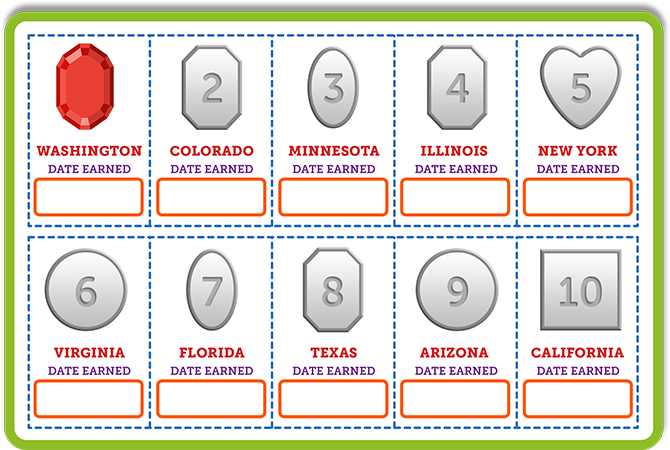 2 3 4 5
WASHINGTON COLORADO MINNESOTA ILLINOIS NEW YORK
DATE EARNED DATE EARNED DATE EARNED DATE EARNED DATE EARNED
6 7 8 9 10
VIRGINIA FLORIDA TEXAS ARIZONA CALIFORNIA
DATE EARNED DATE EARNED DATE EARNED DATE EARNED DATE EARNED